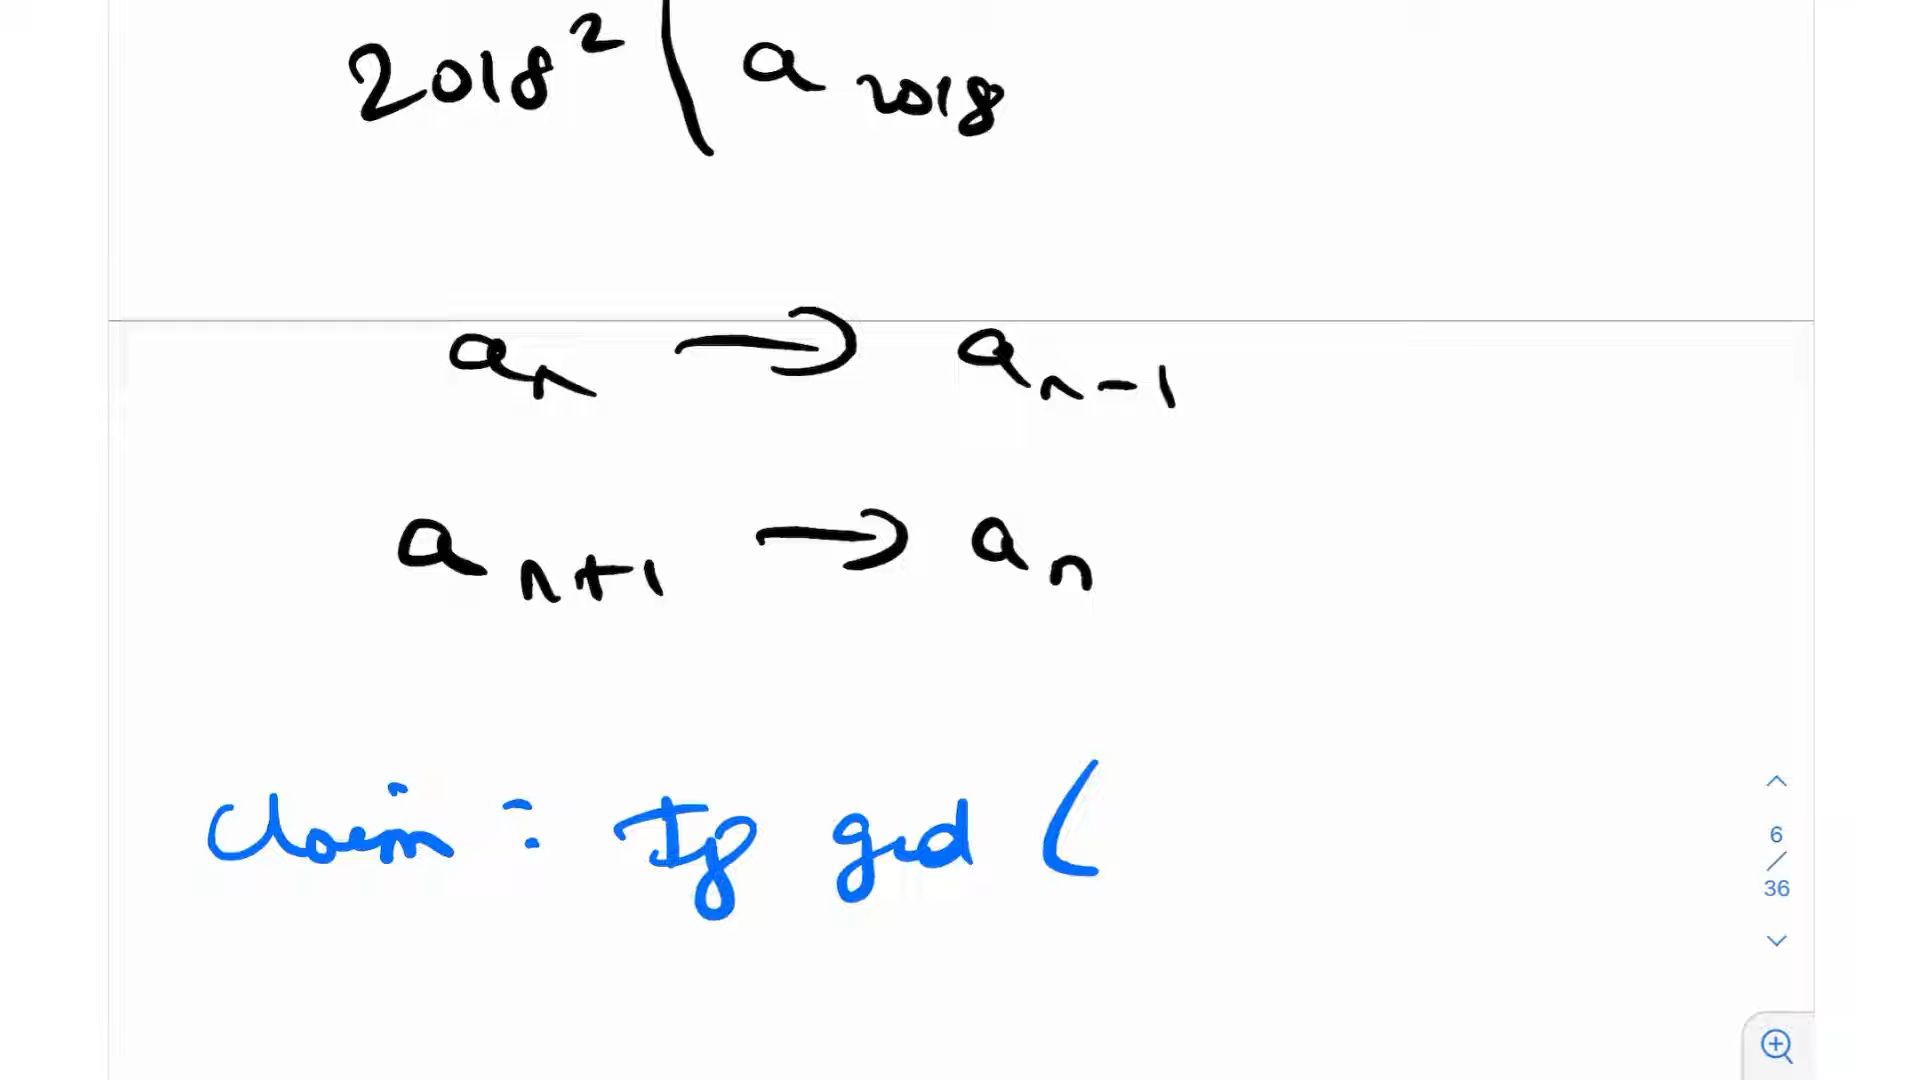 2018² | a₂₀₁₈
aₙ → aₙ₋₁
aₙ₊₁ → aₙ
Claim : If gcd (
6
/
36